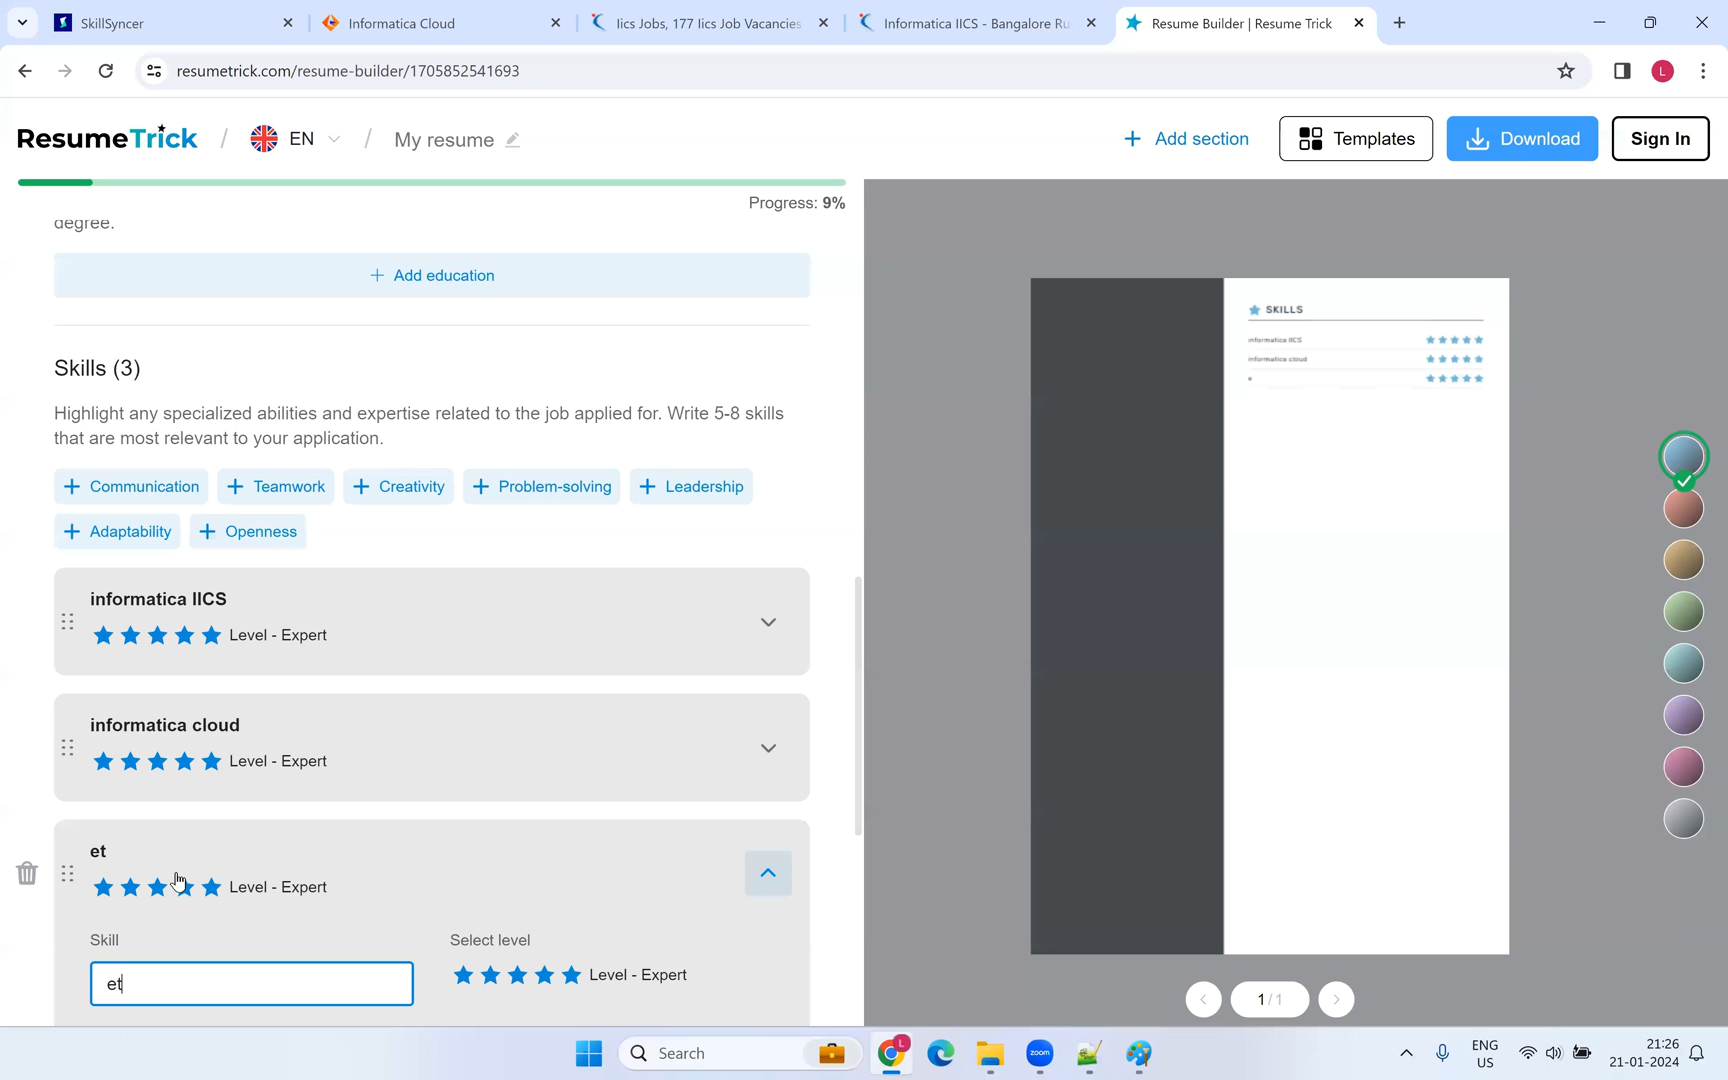 SkillSyncer
Informatica Cloud
Iics Jobs, 177 Iics Job Vacancies
Informatica IICS - Bangalore Ru
Resume Builder | Resume Trick
resumetrick.com/resume-builder/1705852541693
L
ResumeTrick / EN / My resume
+ Add section
Templates
Download
Sign In
Progress: 9%
degree.
+ Add education
Skills (3)
Highlight any specialized abilities and expertise related to the job applied for. Write 5-8 skills
that are most relevant to your application.
+ Communication
+ Teamwork
+ Creativity
+ Problem-solving
+ Leadership
+ Adaptability
+ Openness
informatica IICS
Level - Expert
informatica cloud
Level - Expert
et
Level - Expert
Skill
Select level
et
Level - Expert
SKILLS
informatica IICS
informatica cloud
e
1 / 1
Search
L
zoom
ENG
US
21:26
21-01-2024